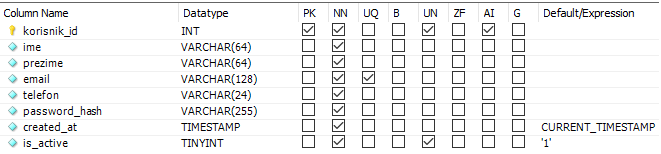 Column Name Datatype PK NN UQ B UN ZF AI G Default/Expression
korisnik_id INT
ime VARCHAR(64)
prezime VARCHAR(64)
email VARCHAR(128)
telefon VARCHAR(24)
password_hash VARCHAR(255)
created_at TIMESTAMP CURRENT_TIMESTAMP
is_active TINYINT '1'